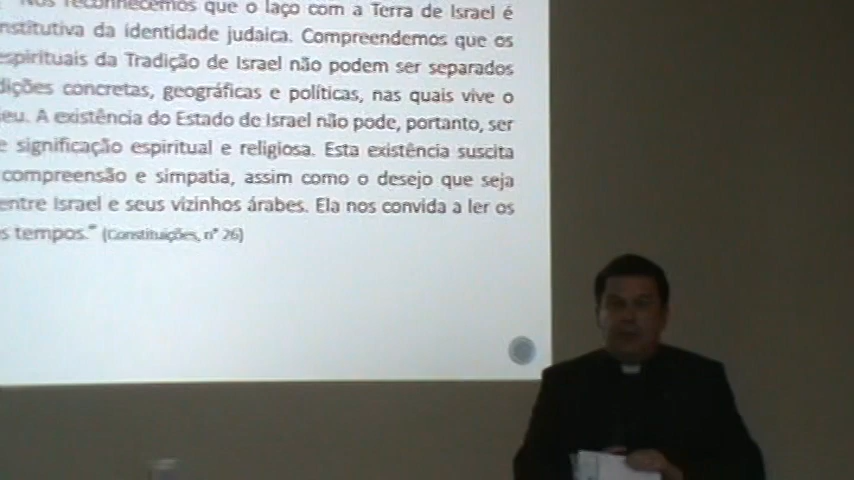 "Nós reconhecemos que o laço com a Terra de Israel é
nstitutiva da identidade judaica. Compreendemos que os
espirituais da Tradição de Israel não podem ser separados
dições concretas, geográficas e políticas, nas quais vive o
eu. A existência do Estado de Israel não pode, portanto, ser
e significação espiritual e religiosa. Esta existência suscita
compreensão e simpatia, assim como o desejo que seja
entre Israel e seus vizinhos árabes. Ela nos convida a ler os
s tempos." (Constituições, n° 26)